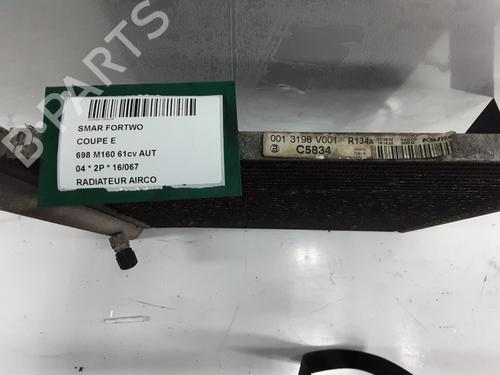 B-PARTS
SMAR FORTWO
COUPE E
698 M160 61cv AUT
04 * 2P * 16/067
RADIATEUR AIRCO
001 3198 V001 R134A
C5834